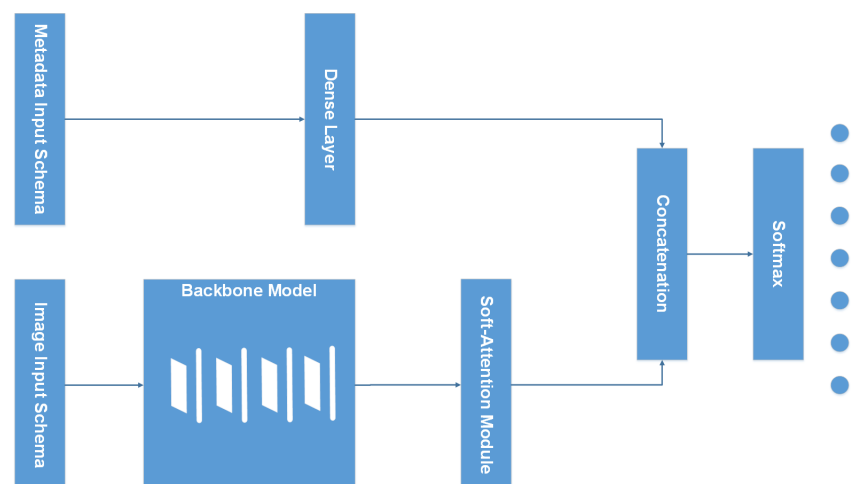 Metadata Input Schema
Dense Layer
Concatenation
Softmax
Image Input Schema
Backbone Model
Soft-Attention Module